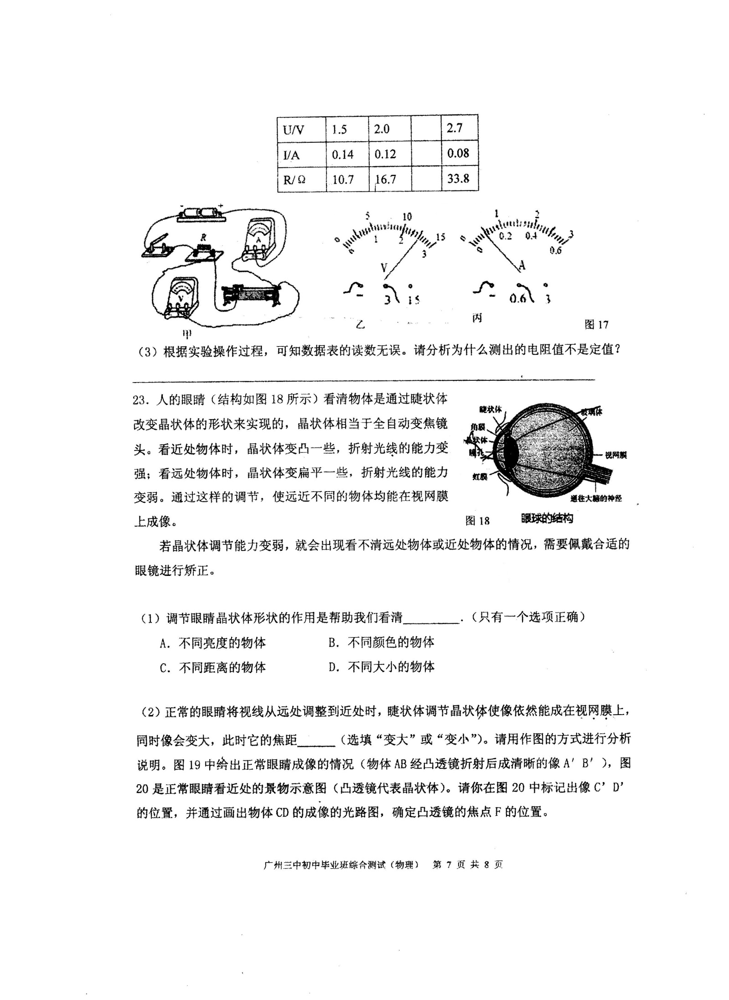 U/V 1.5 2.0 2.7
I/A 0.14 0.12 0.08
R/Ω 10.7 16.7 33.8
- +
R
A
V
甲
0 5 10 15
0 1 2 3
V
- 3 15
乙
0 1 2 3
0 0.2 0.4 0.6
A
- 0.6 3
丙
图 17
（3）根据实验操作过程，可知数据表的读数无误。请分析为什么测出的电阻值不是定值？
23．人的眼睛（结构如图 18 所示）看清物体是通过睫状体
改变晶状体的形状来实现的，晶状体相当于全自动变焦镜
头。看近处物体时，晶状体变凸一些，折射光线的能力变
强；看远处物体时，晶状体变扁平一些，折射光线的能力
变弱。通过这样的调节，使远近不同的物体均能在视网膜
上成像。
睫状体
角膜
晶状体
瞳孔
虹膜
玻璃体
视网膜
通往大脑的神经
图 18
眼球的结构
若晶状体调节能力变弱，就会出现看不清远处物体或近处物体的情况，需要佩戴合适的
眼镜进行矫正。
（1）调节眼睛晶状体形状的作用是帮助我们看清________．（只有一个选项正确）
A．不同亮度的物体 B．不同颜色的物体
C．不同距离的物体 D．不同大小的物体
（2）正常的眼睛将视线从远处调整到近处时，睫状体调节晶状体使像依然能成在视网膜上，
同时像会变大，此时它的焦距______（选填“变大”或“变小”）。请用作图的方式进行分析
说明。图 19 中给出正常眼睛成像的情况（物体 AB 经凸透镜折射后成清晰的像 A′ B′ ），图
20 是正常眼睛看近处的景物示意图（凸透镜代表晶状体）。请你在图 20 中标记出像 C’ D’
的位置，并通过画出物体 CD 的成像的光路图，确定凸透镜的焦点 F 的位置。
广州三中初中毕业班综合测试（物理） 第 7 页 共 8 页